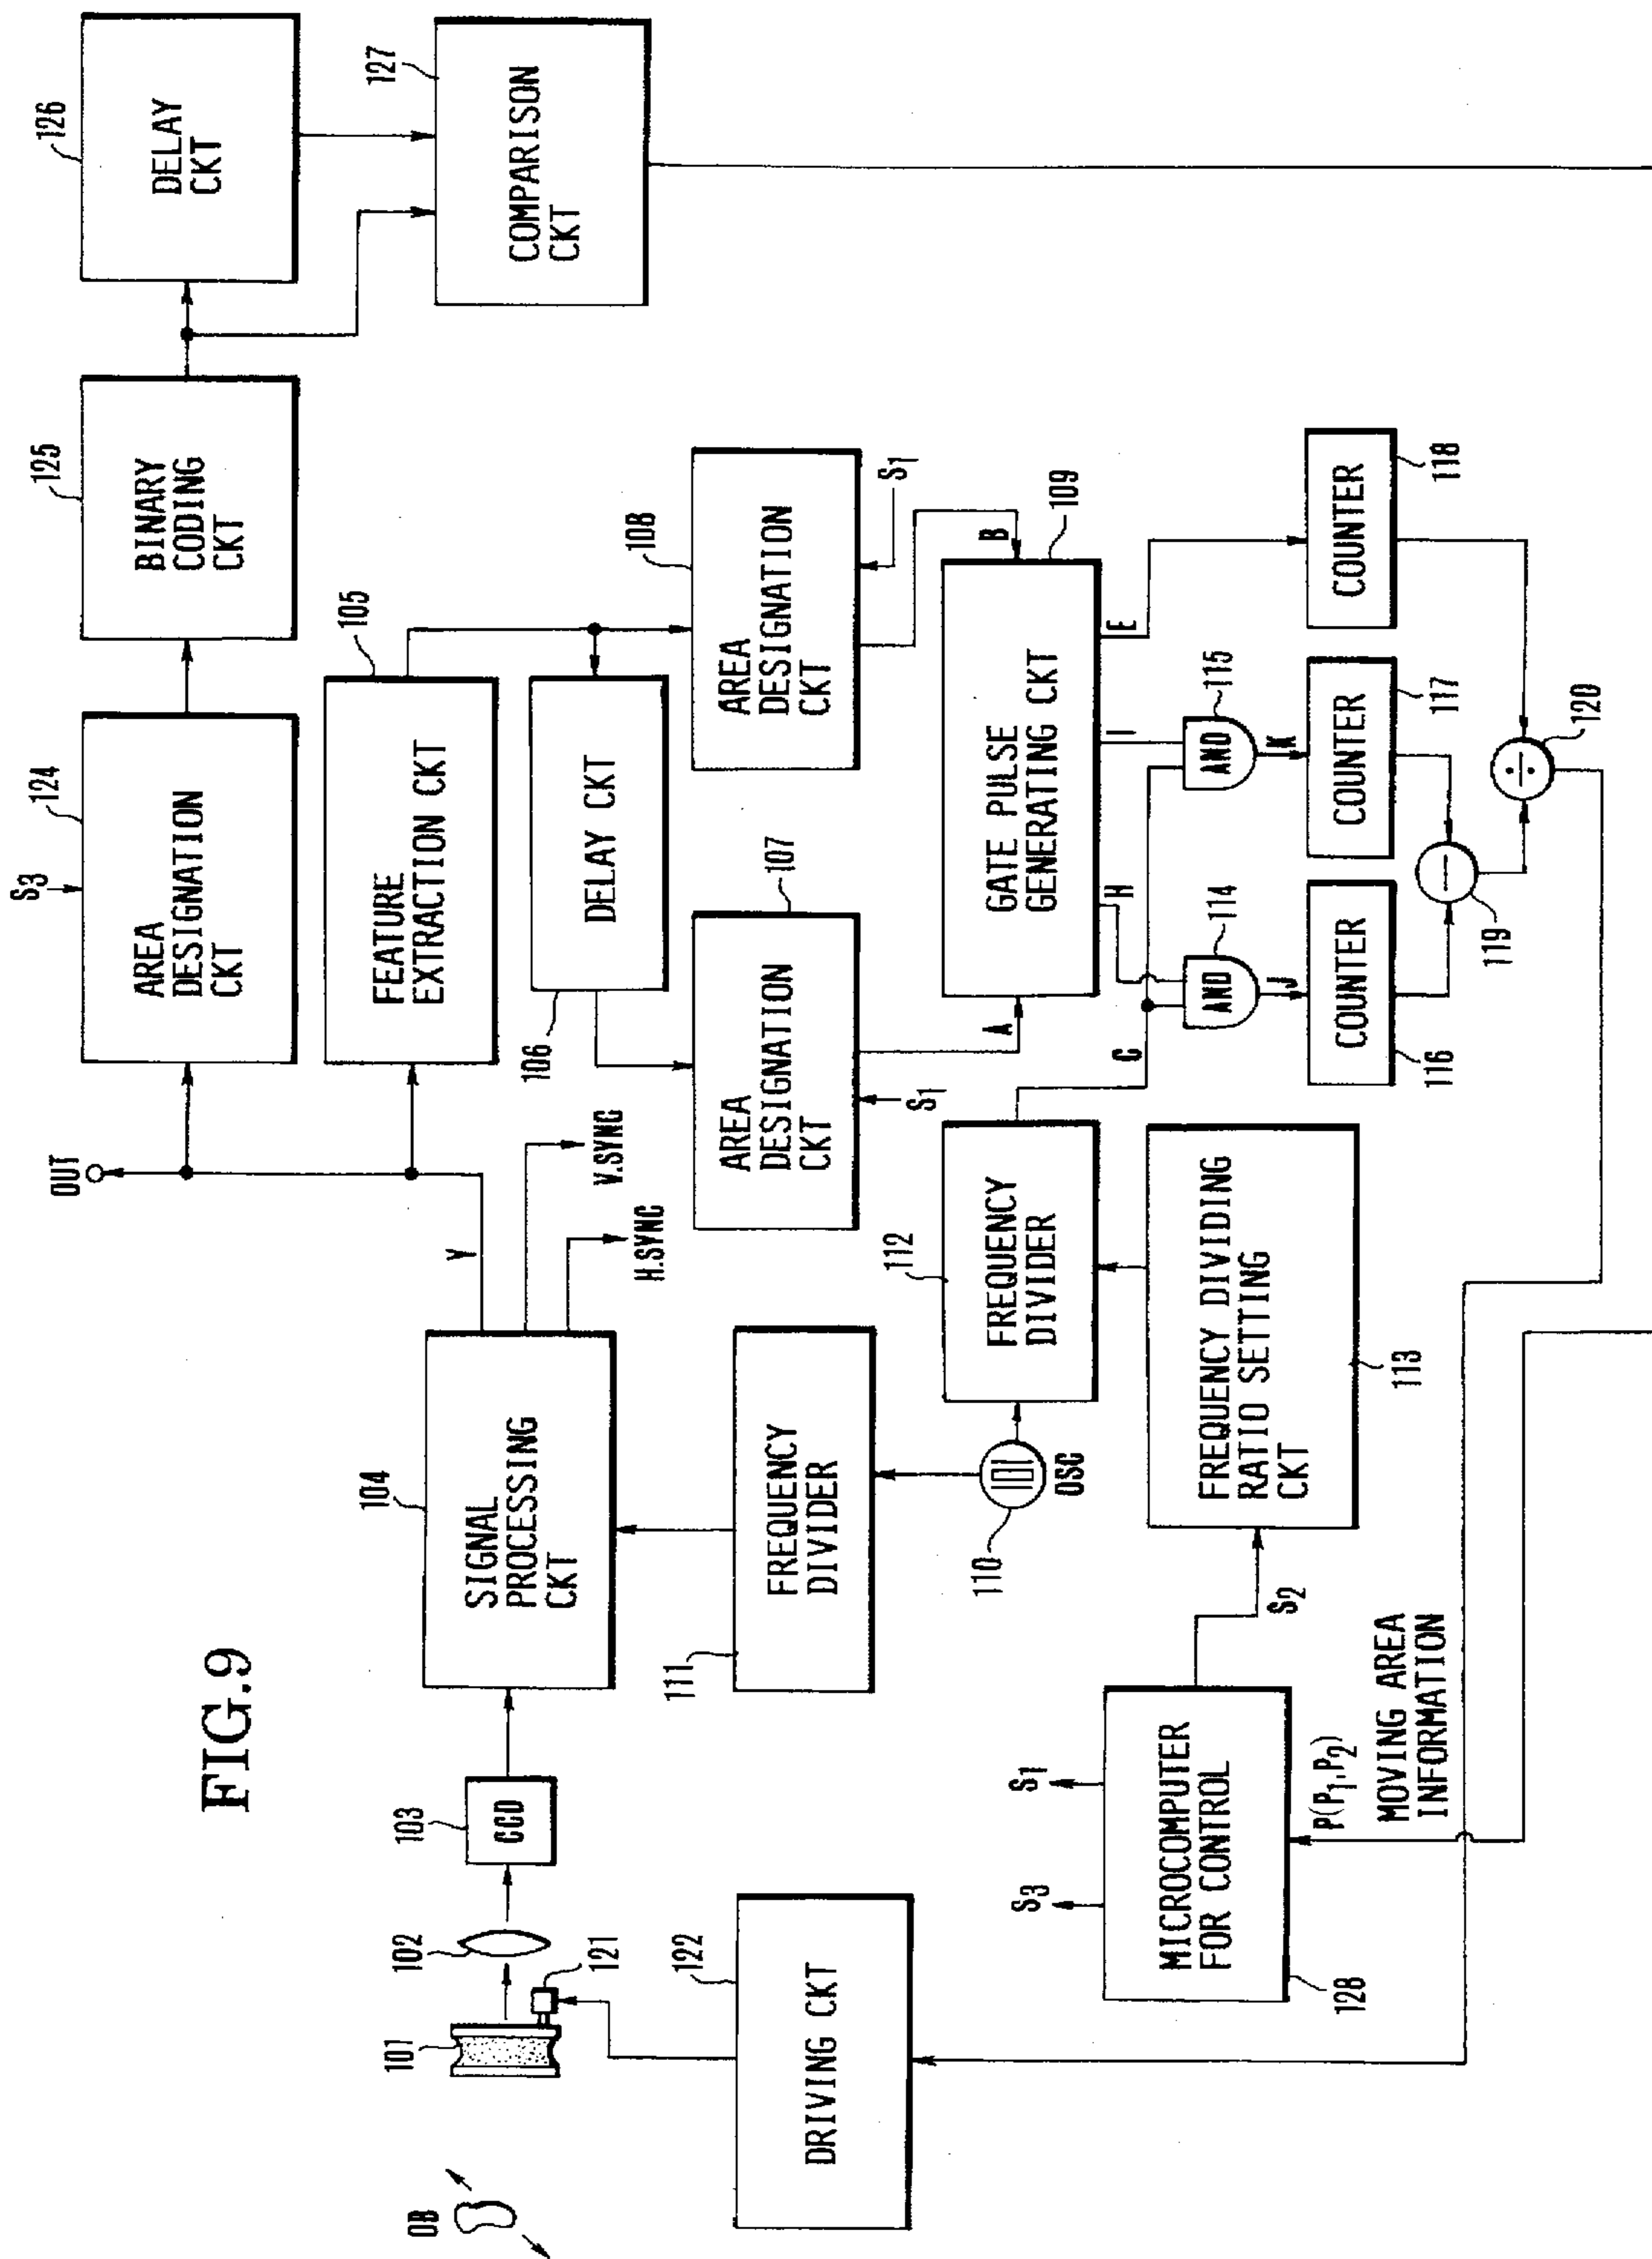 FIG.9
OB
101
102
121
103
CCD
104
SIGNAL
PROCESSING
CKT
Y
V.SYNC
H.SYNC
OUT
S3
124
AREA
DESIGNATION
CKT
125
BINARY
CODING
CKT
126
DELAY
CKT
127
COMPARISON
CKT
105
FEATURE
EXTRACTION CKT
106
DELAY CKT
107
AREA
DESIGNATION
CKT
S1
108
AREA
DESIGNATION
CKT
S1
122
DRIVING CKT
111
FREQUENCY
DIVIDER
110
OSC
112
FREQUENCY
DIVIDER
A
B
109
GATE PULSE
GENERATING CKT
C
H
I
E
114
AND
115
AND
J
K
116
COUNTER
117
COUNTER
118
COUNTER
119
120
113
FREQUENCY DIVIDING
RATIO SETTING
CKT
S2
S3
S1
128
MICROCOMPUTER
FOR CONTROL
P(P1,P2)
MOVING AREA
INFORMATION